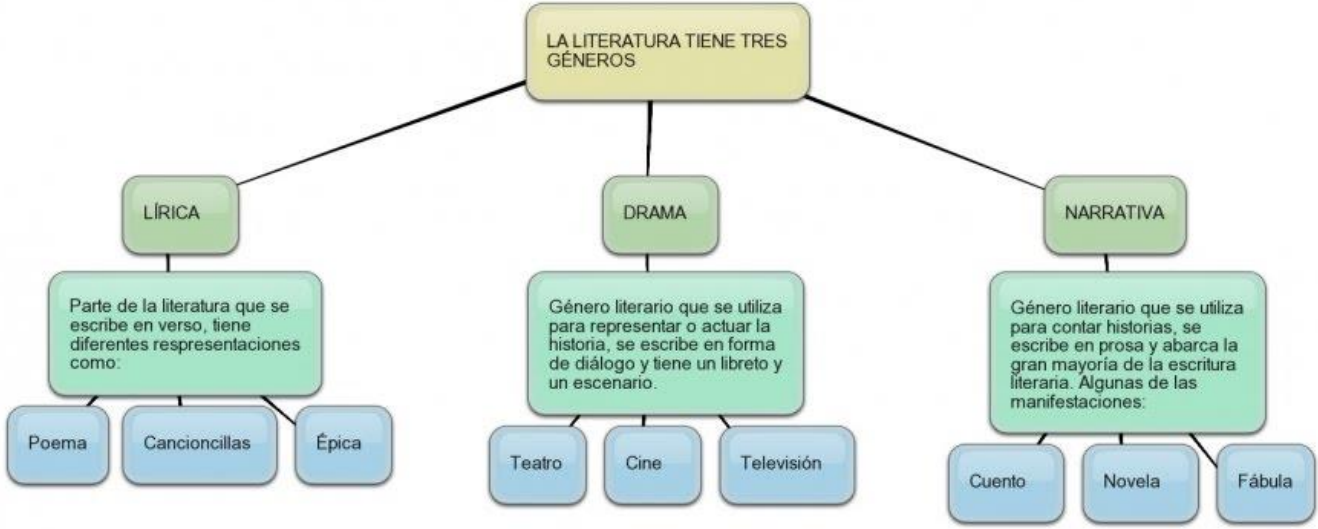 LA LITERATURA TIENE TRES
GÉNEROS
LÍRICA
DRAMA
NARRATIVA
Parte de la literatura que se
escribe en verso, tiene
diferentes respresentaciones
como:
Género literario que se utiliza
para representar o actuar la
historia, se escribe en forma
de diálogo y tiene un libreto y
un escenario.
Género literario que se utiliza
para contar historias, se
escribe en prosa y abarca la
gran mayoría de la escritura
literaria. Algunas de las
manifestaciones:
Poema
Cancioncillas
Épica
Teatro
Cine
Televisión
Cuento
Novela
Fábula